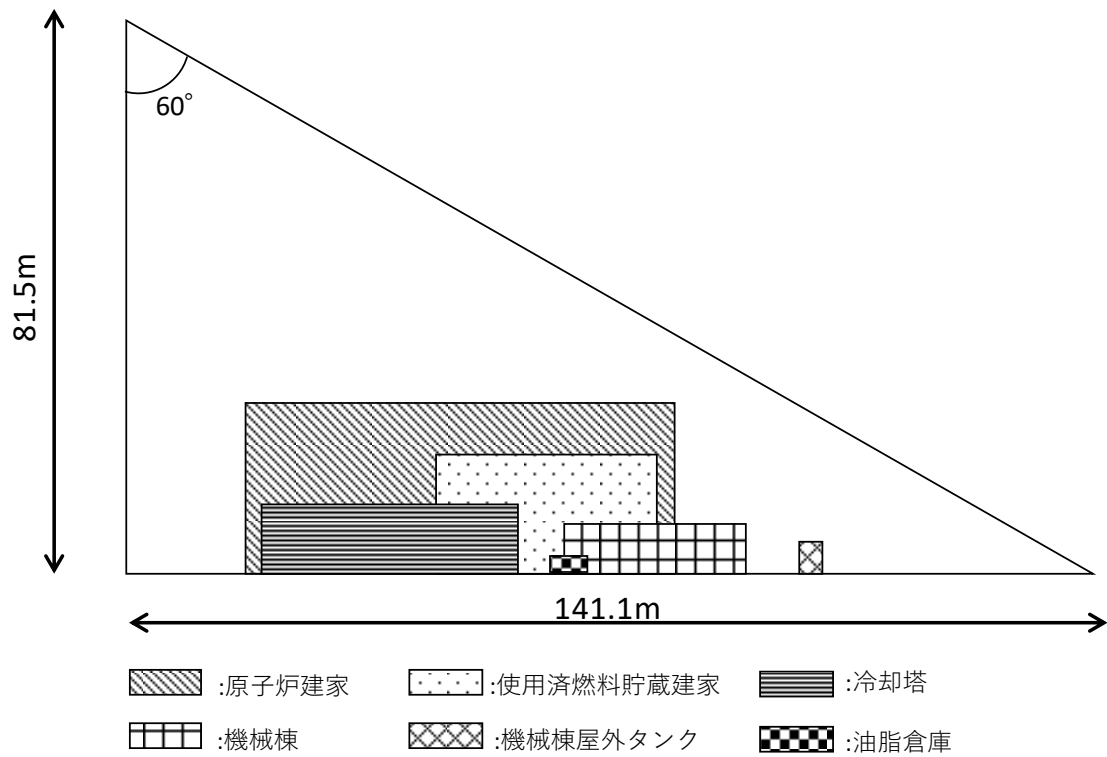 60°
81.5m
141.1m
:原子炉建家
:使用済燃料貯蔵建家
:冷却塔
:機械棟
:機械棟屋外タンク
:油脂倉庫